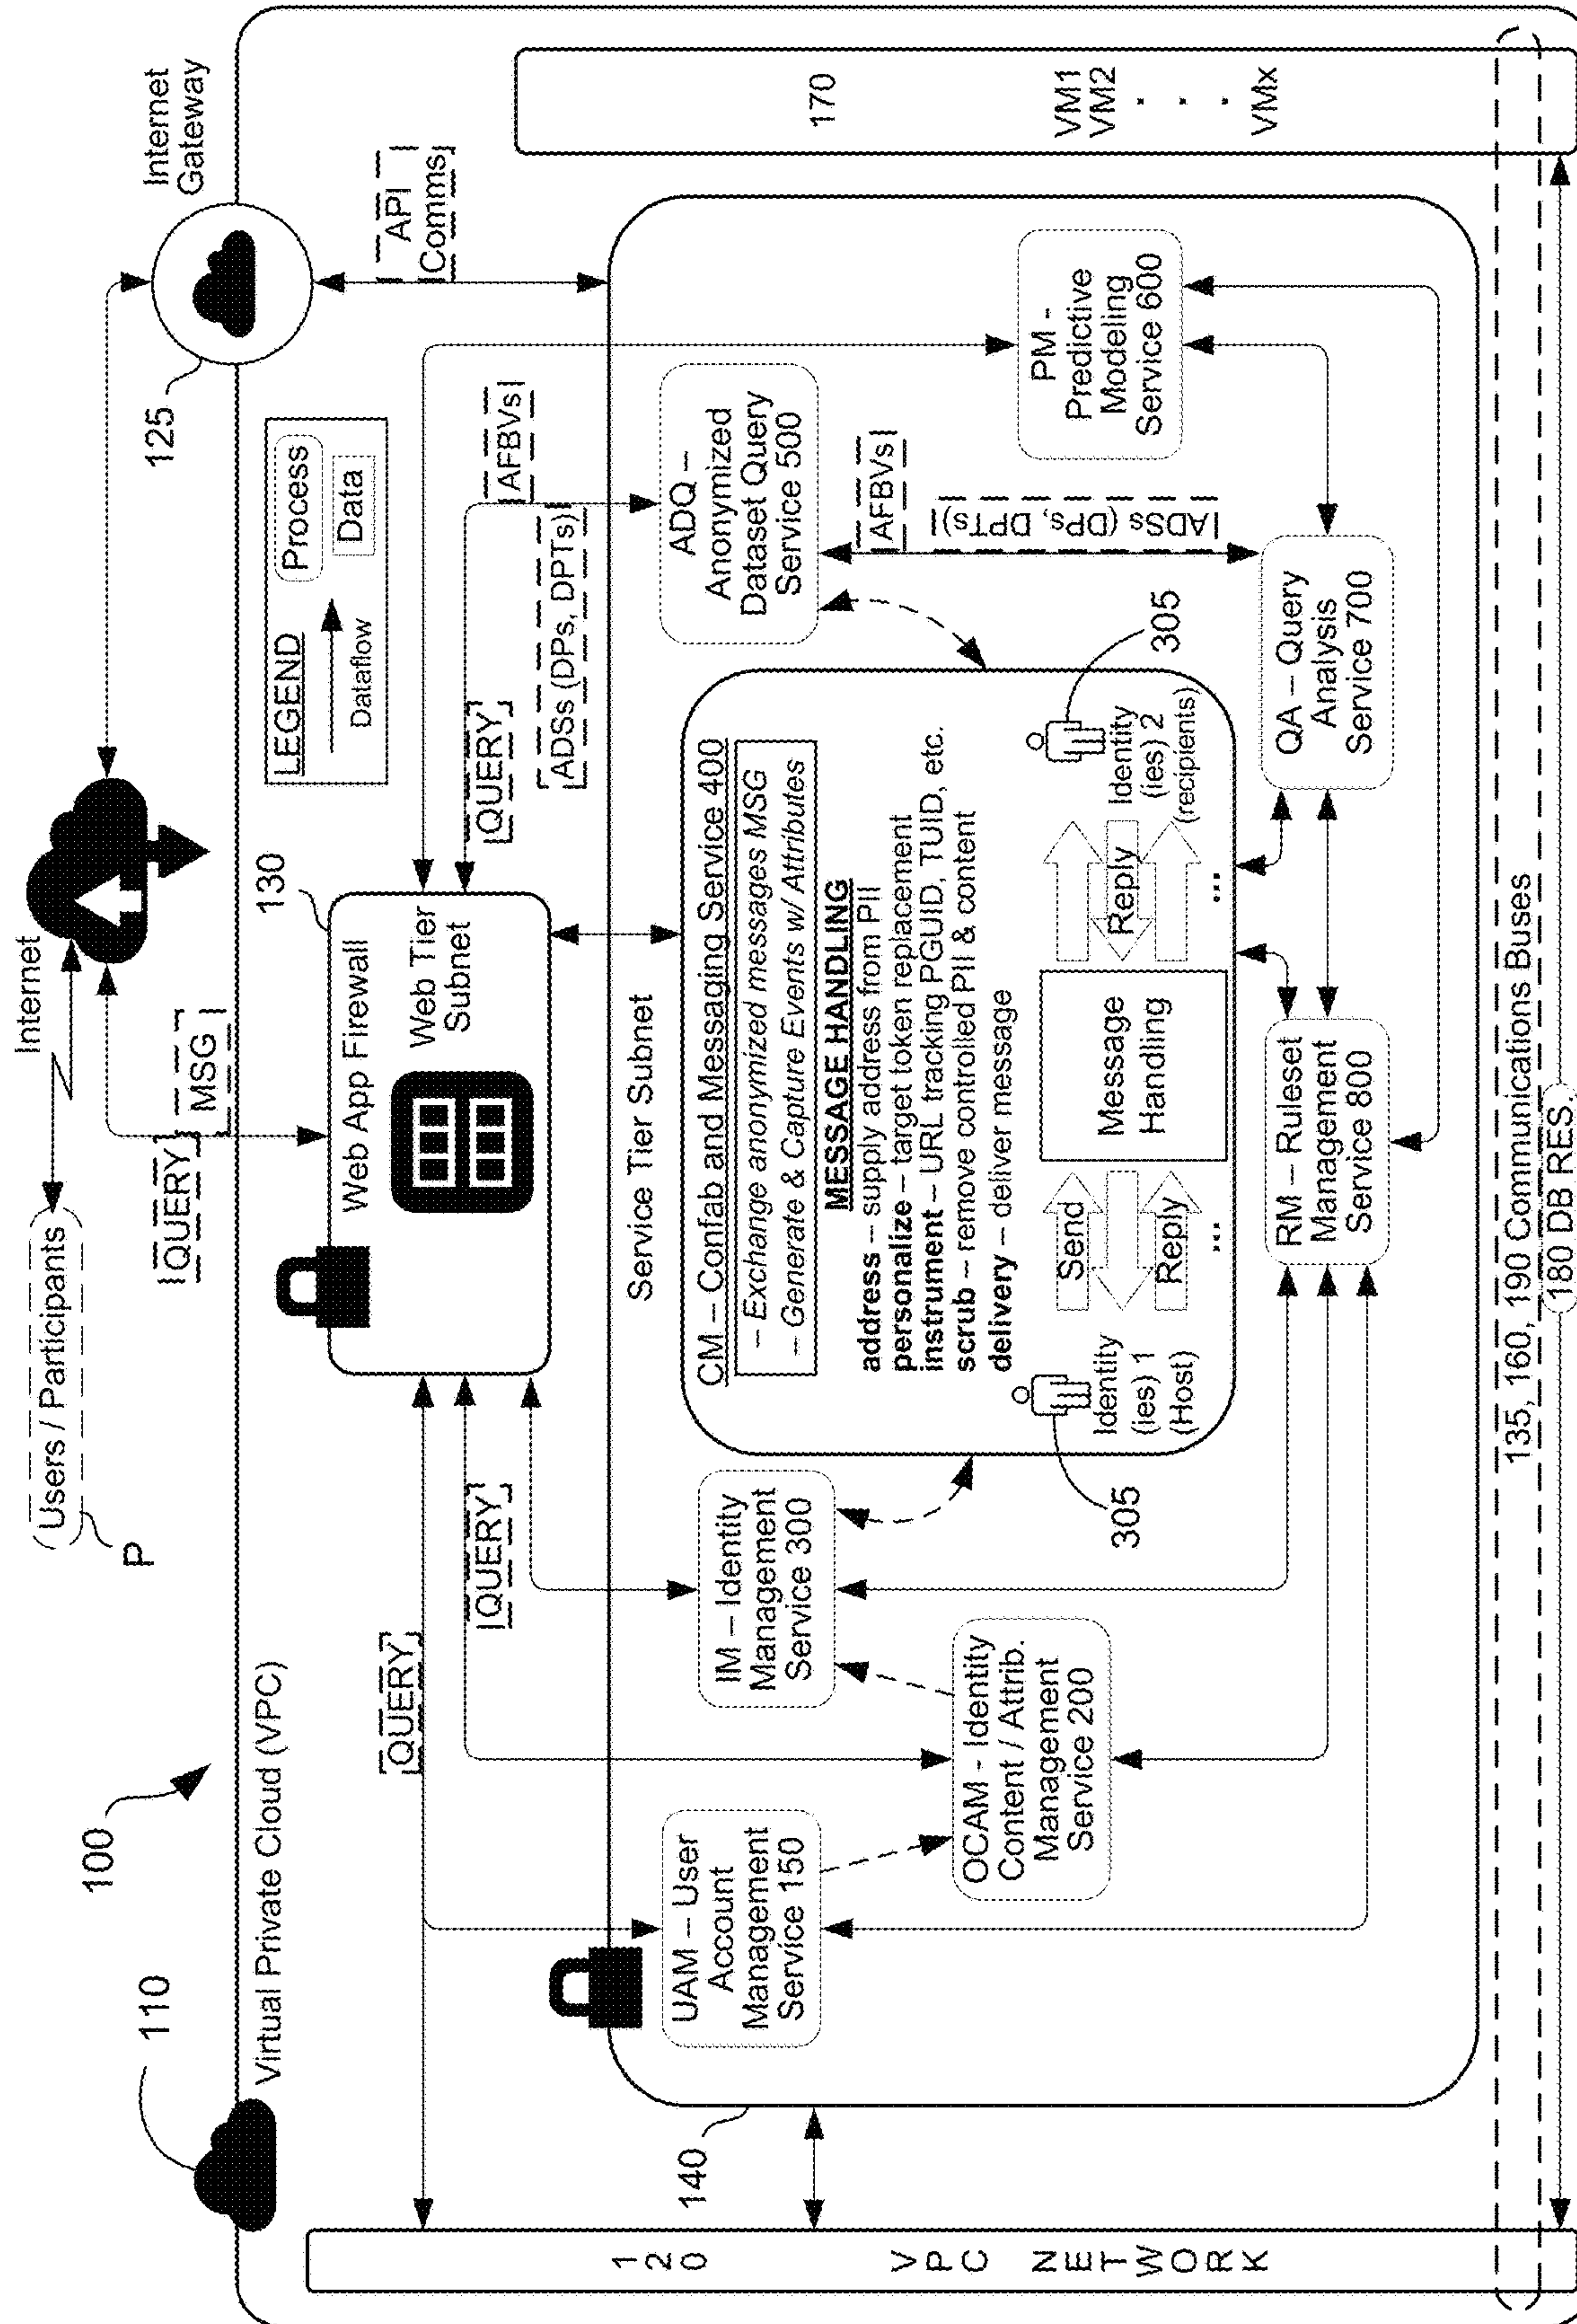 Users / Participants
P
Internet
Internet
Gateway
125
QUERY
MSG
110
100
Virtual Private Cloud (VPC)
130
LEGEND
Process
Dataflow
Data
Web App Firewall
Web Tier
Subnet
API
Comms
QUERY
QUERY
QUERY
AFBVs
ADSs (DPs, DPTs)
Service Tier Subnet
140
120
VPC NETWORK
170
VM1
VM2
VMx
UAM – User
Account
Management
Service 150
OCAM - Identity
Content / Attrib.
Management
Service 200
IM – Identity
Management
Service 300
CM – Confab and Messaging Service 400
– Exchange anonymized messages MSG
– Generate & Capture Events w/ Attributes
MESSAGE HANDLING
address – supply address from PII
personalize – target token replacement
instrument – URL tracking PGUID, TUID, etc.
scrub – remove controlled PII & content
delivery – deliver message
305
Identity
(ies) 1
(Host)
Send
Reply
...
Message
Handling
Reply
...
Identity
(ies) 2
(recipients)
305
ADQ –
Anonymized
Dataset Query
Service 500
AFBVs
ADSs (DPs, DPTs)
PM -
Predictive
Modeling
Service 600
QA – Query
Analysis
Service 700
RM – Ruleset
Management
Service 800
135, 160, 190 Communications Buses
180 DB RES.